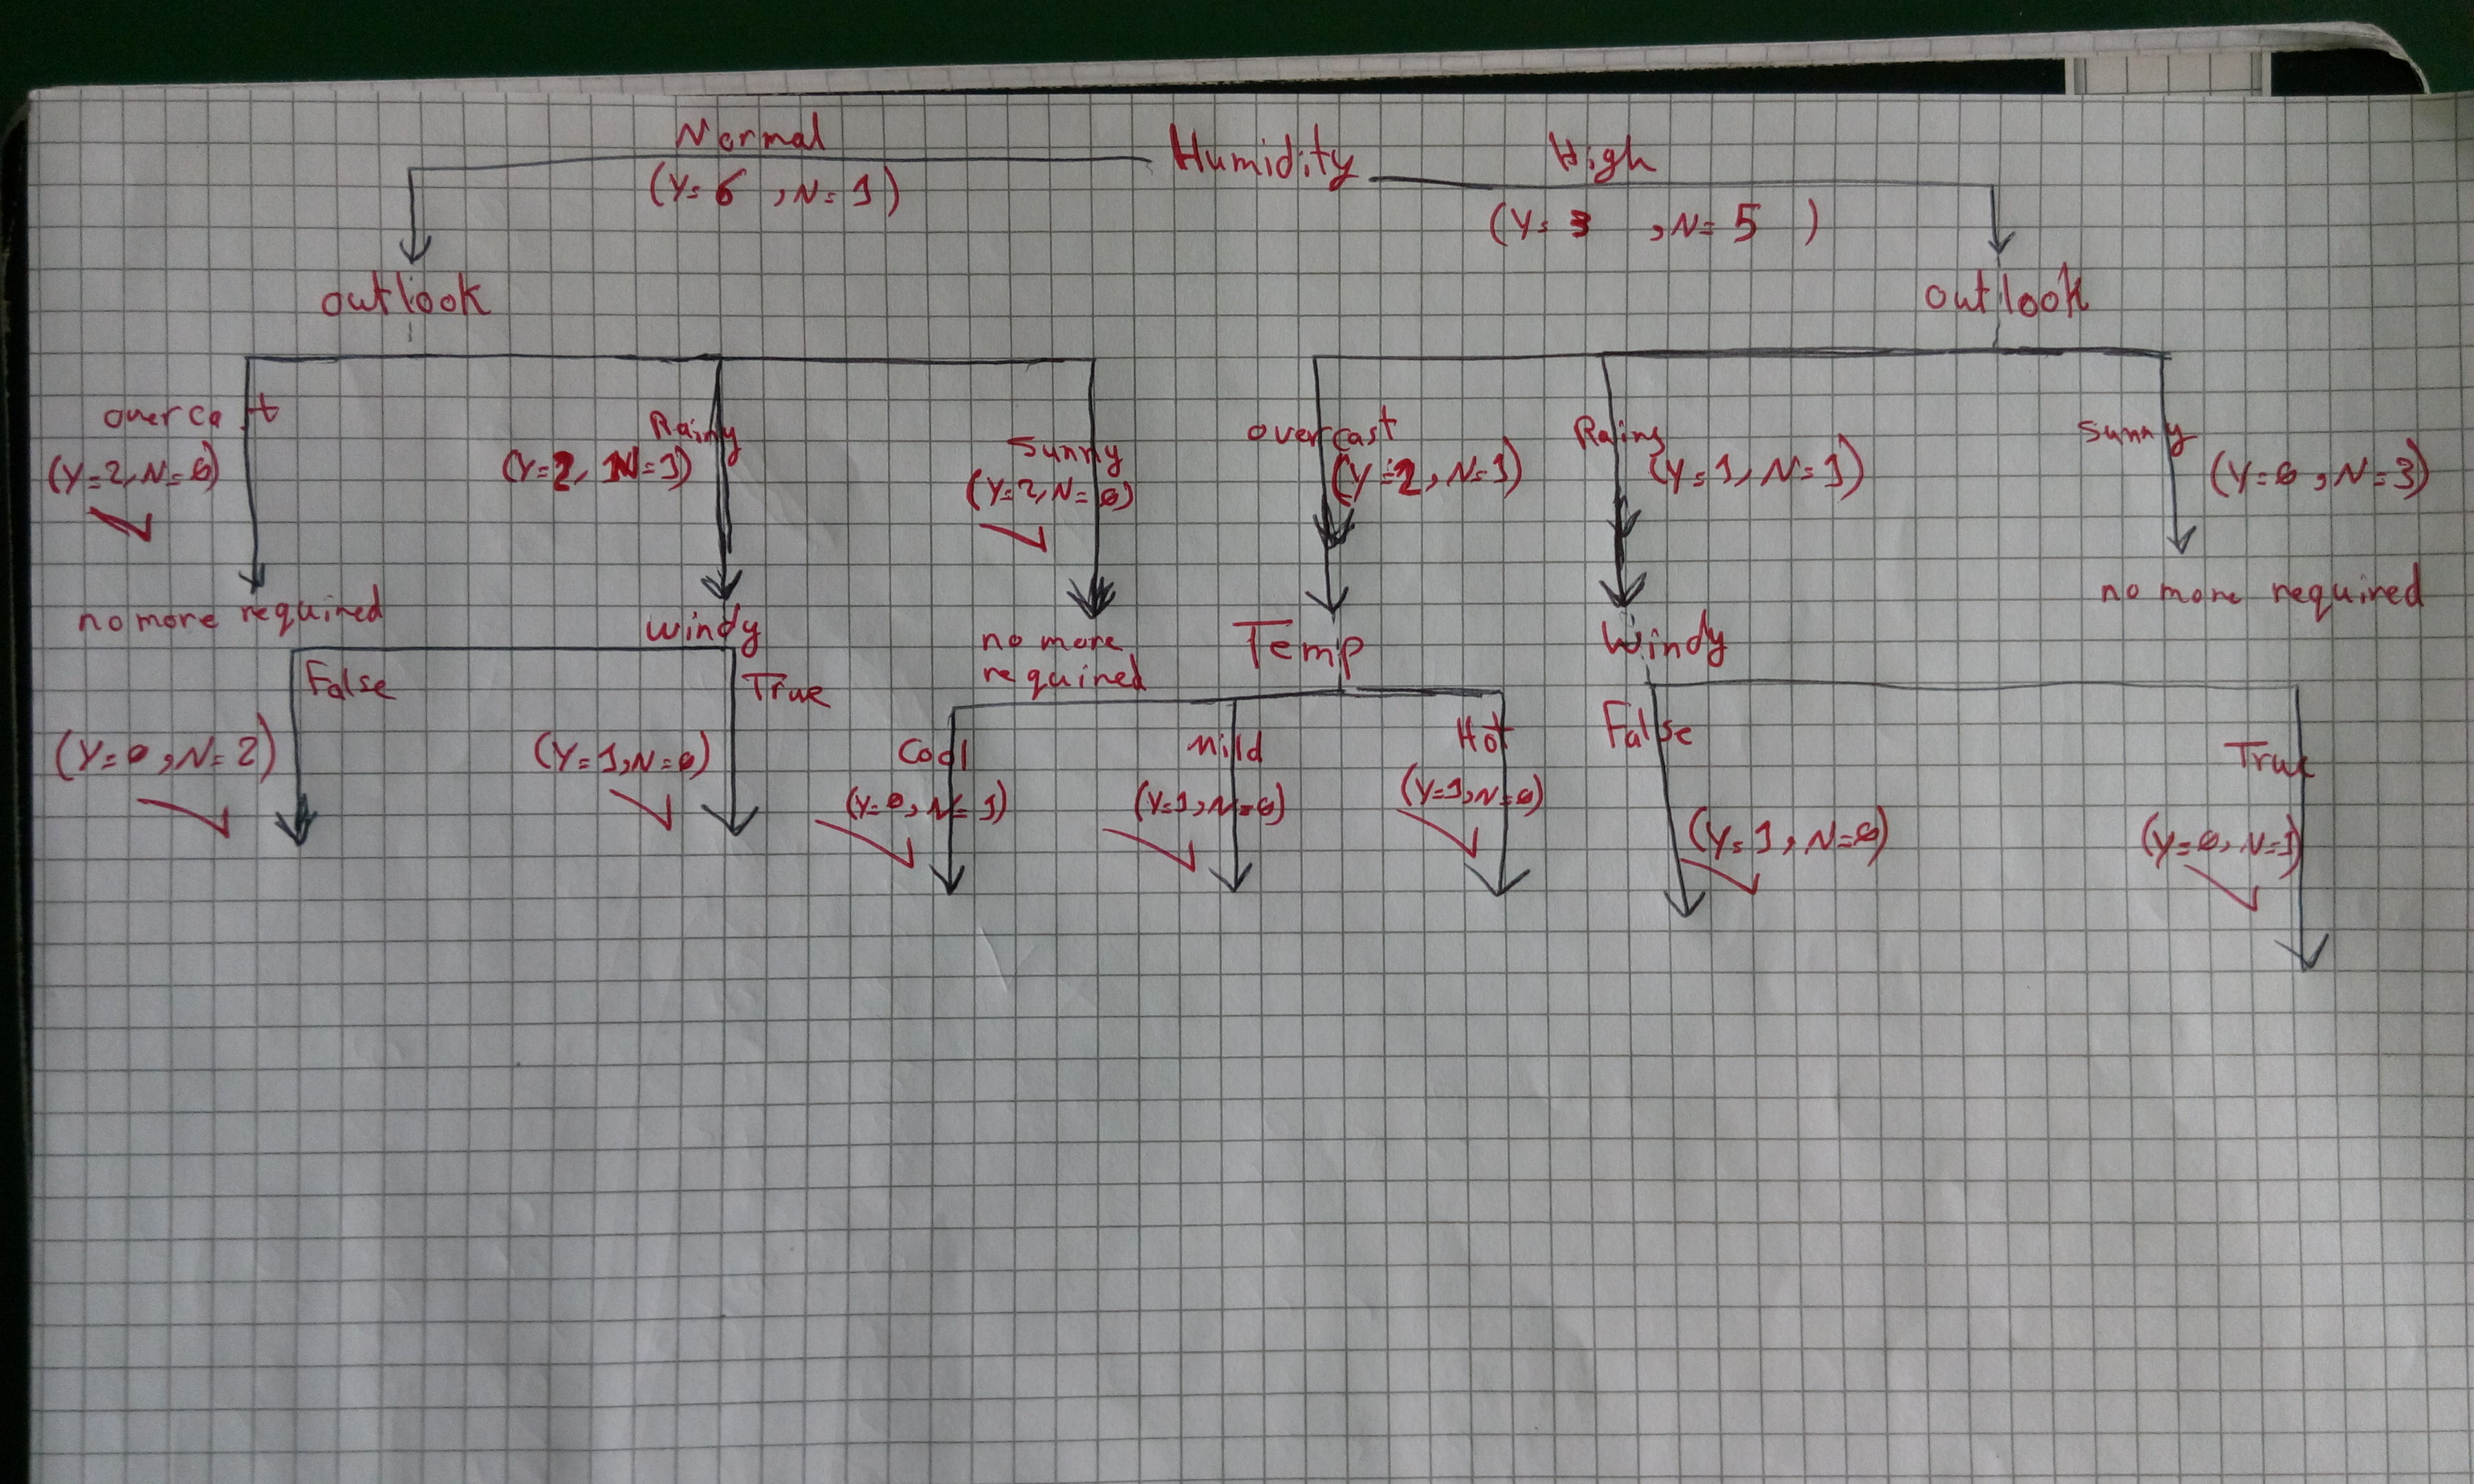 Normal
Humidity
High
(Y=6 , N=1)
(Y=3 , N=5 )
outlook
outlook
over ca t
(Y=2, N=0)
Rainy
(Y=2, N=1)
Sunny
(Y=2, N=0)
overcast
(Y=2, N=1)
Rainy
(Y=1, N=1)
Sunny
(Y=0, N=3)
no more required
windy
no more
required
Temp
Windy
no more required
False
True
(Y=0, N=2)
(Y=1, N=0)
Cool
(Y=0, N=1)
Mild
(Y=1, N=0)
Hot
(Y=1, N=0)
False
(Y=1, N=0)
True
(Y=0, N=1)